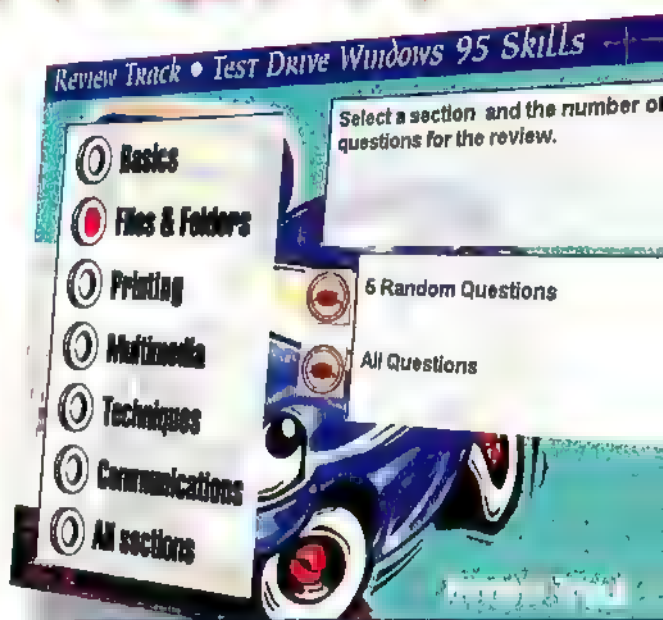 Review Track • Test Drive Windows 95 Skills
Select a section and the number of
questions for the review.
Basics
Files & Folders
Printing
Multimedia
Techniques
Communications
All sections
5 Random Questions
All Questions